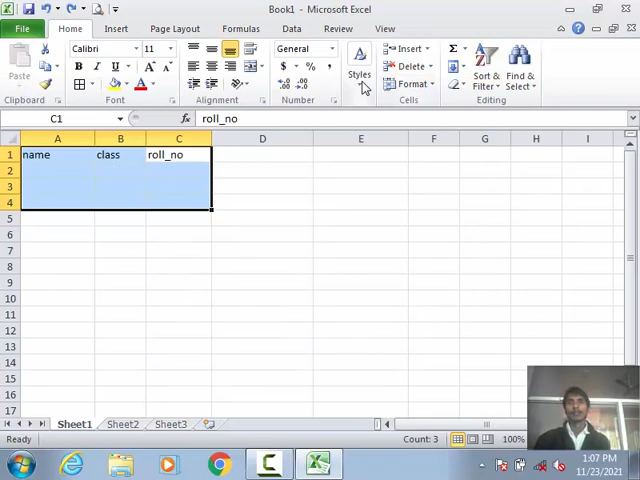 Book1 - Microsoft Excel
File Home Insert Page Layout Formulas Data Review View
Calibri 11 General Insert
Paste B I U $ % , Styles Delete Sort & Filter Find & Select
Format
Clipboard Font Alignment Number Cells Editing
C1 fx roll_no
A B C D E F G H I
1 name class roll_no
2
3
4
5
6
7
8
9
10
11
12
13
14
15
16
17
Sheet1 Sheet2 Sheet3
Ready Count: 3 100%
1:07 PM
11/23/2021